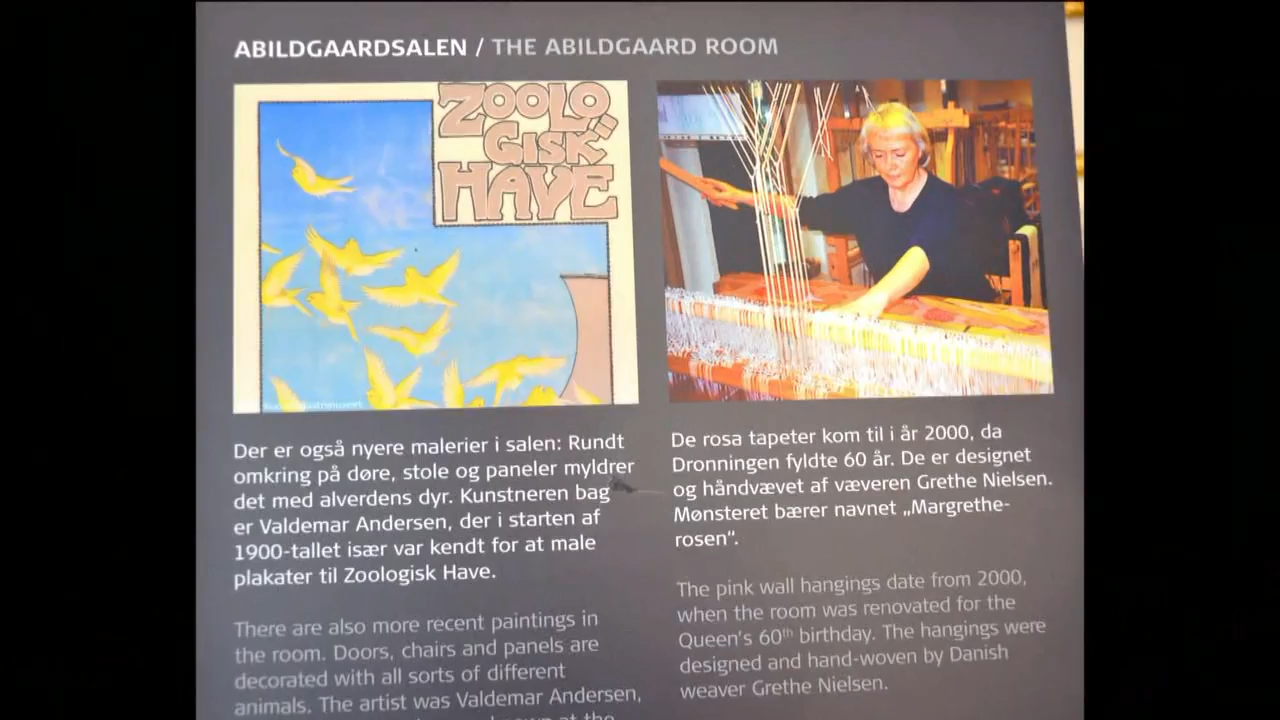 ABILDGAARDSALEN / THE ABILDGAARD ROOM
ZOOLO
GISK
HAVE
Der er også nyere malerier i salen: Rundt
omkring på døre, stole og paneler myldrer
det med alverdens dyr. Kunstneren bag
er Valdemar Andersen, der i starten af
1900-tallet især var kendt for at male
plakater til Zoologisk Have.
There are also more recent paintings in
the room. Doors, chairs and panels are
decorated with all sorts of different
animals. The artist was Valdemar Andersen,
known at the
De rosa tapeter kom til i år 2000, da
Dronningen fyldte 60 år. De er designet
og håndvævet af væveren Grethe Nielsen.
Mønsteret bærer navnet „Margrethe-
rosen“.
The pink wall hangings date from 2000,
when the room was renovated for the
Queen's 60th birthday. The hangings were
designed and hand-woven by Danish
weaver Grethe Nielsen.